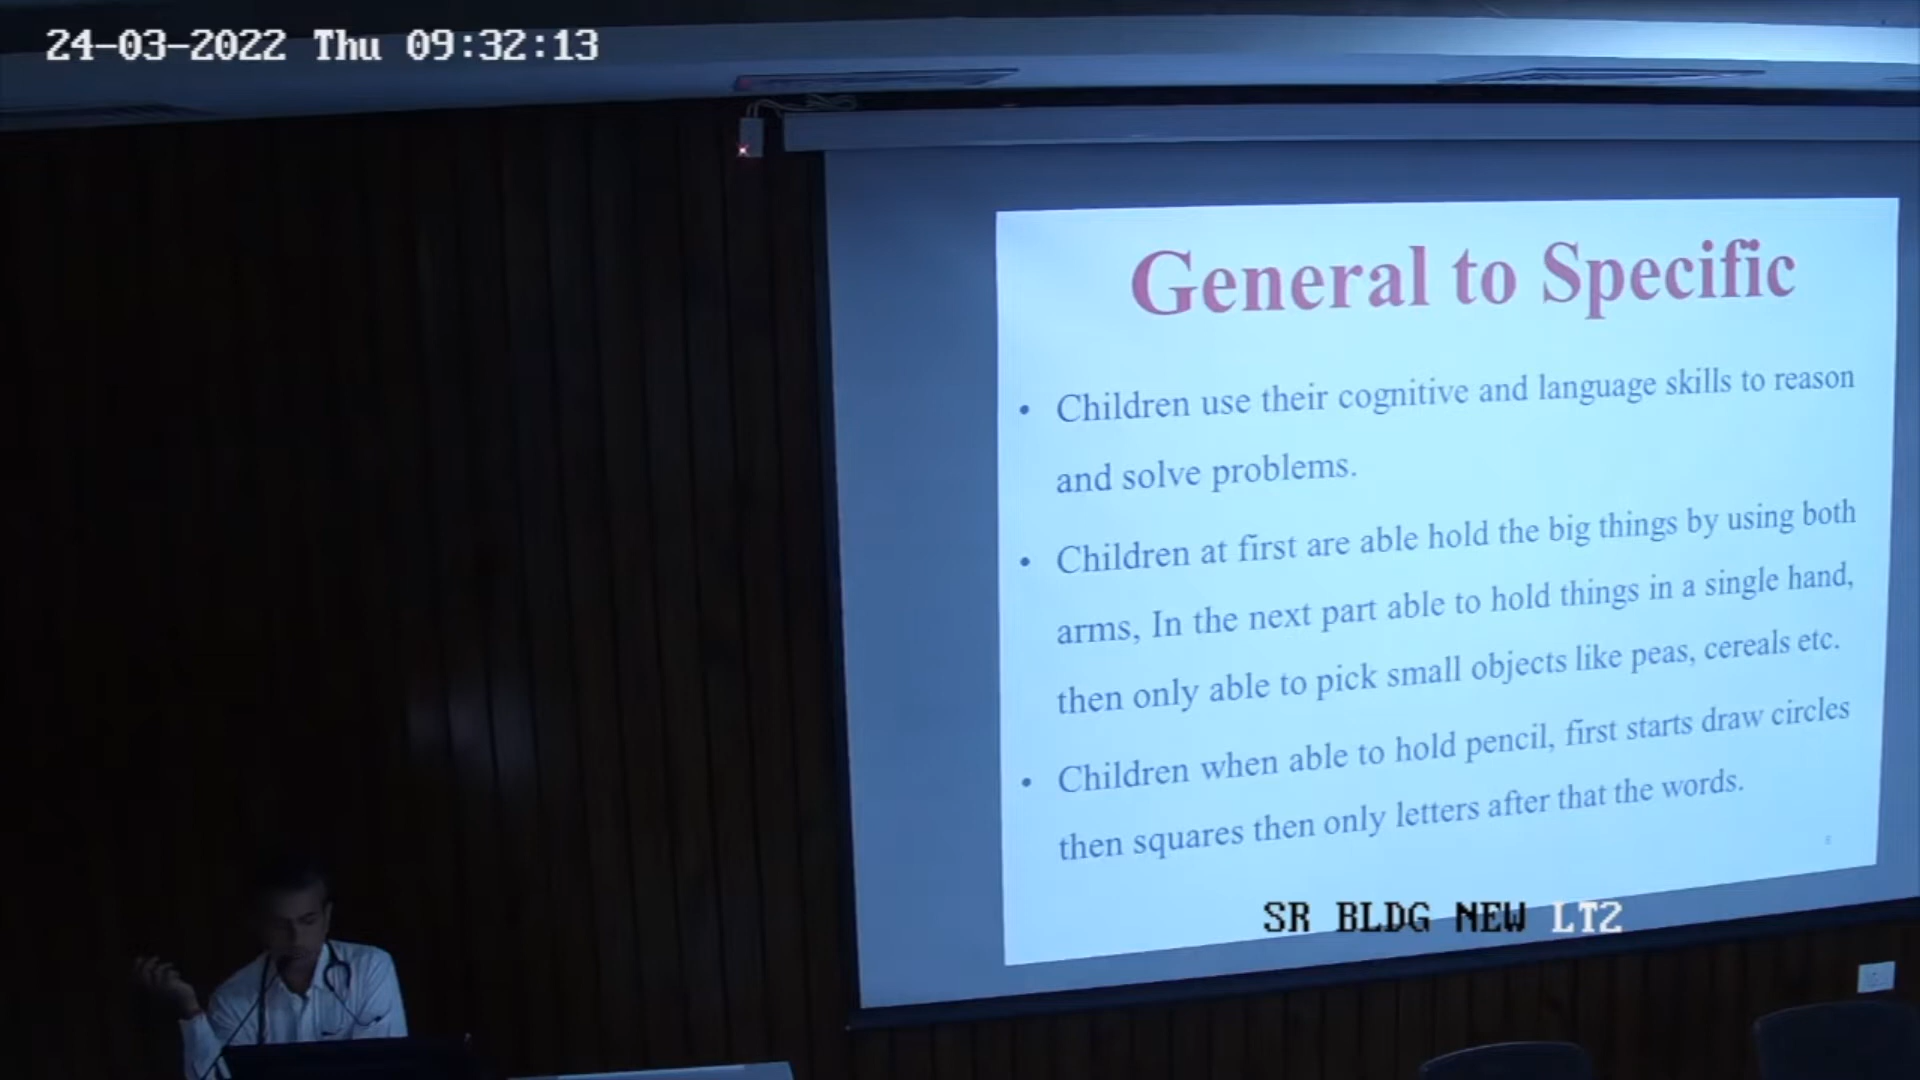 24-03-2022 Thu 09:32:13
General to Specific
• Children use their cognitive and language skills to reason
and solve problems.
• Children at first are able hold the big things by using both
arms, In the next part able to hold things in a single hand,
then only able to pick small objects like peas, cereals etc.
• Children when able to hold pencil, first starts draw circles
then squares then only letters after that the words.
SR BLDG NEW LT2